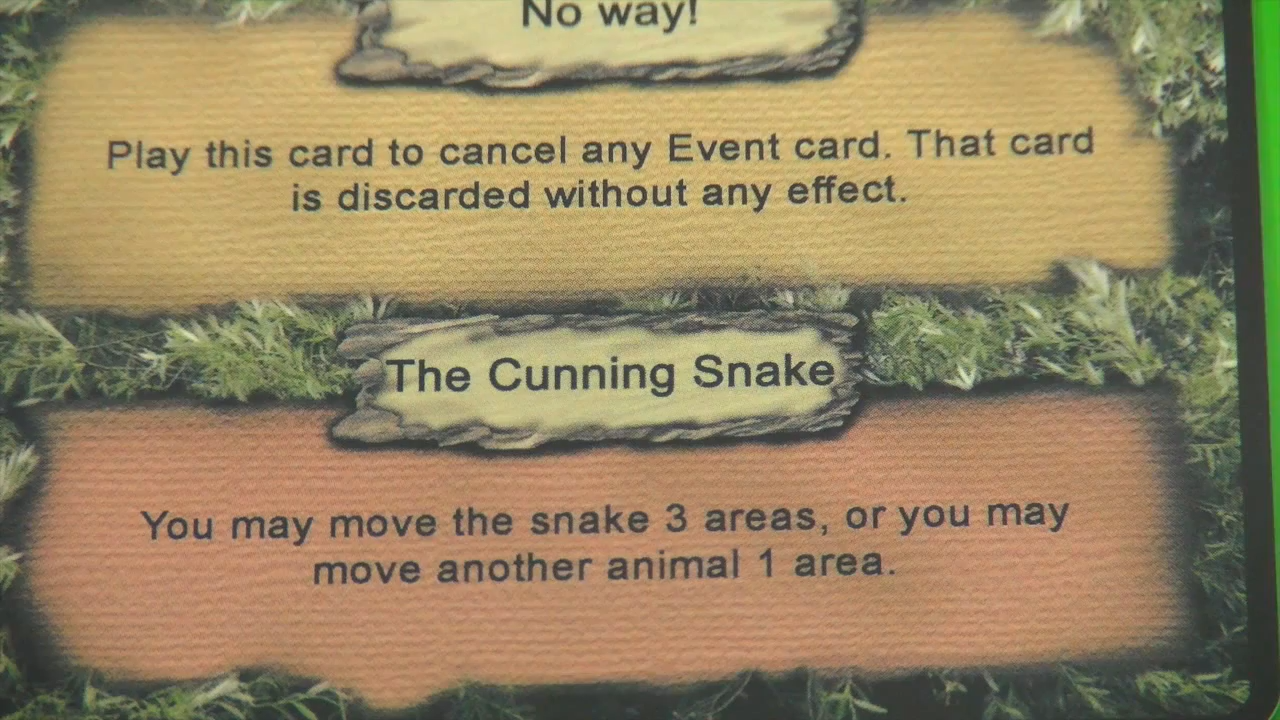 No way!
Play this card to cancel any Event card. That card
is discarded without any effect.
The Cunning Snake
You may move the snake 3 areas, or you may
move another animal 1 area.